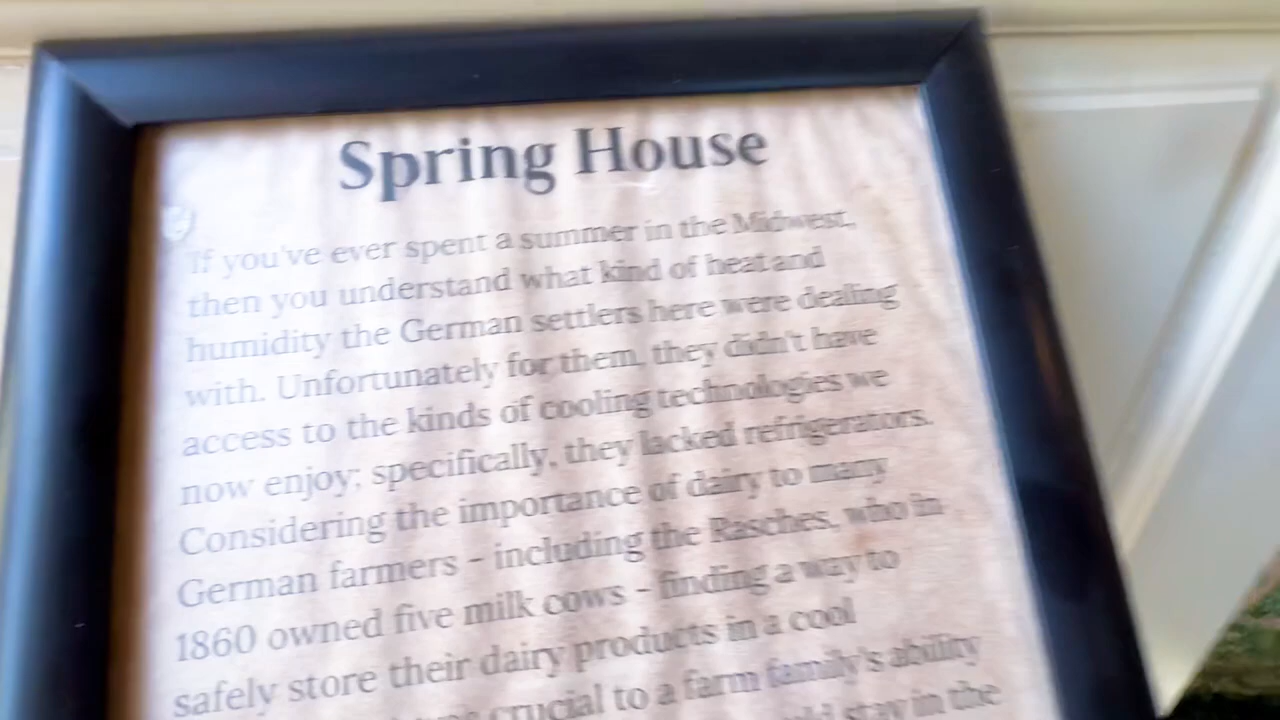 Spring House
If you've ever spent a summer in the Midwest,
then you understand what kind of heat and
humidity the German settlers here were dealing
with. Unfortunately for them, they didn't have
access to the kinds of cooling technologies we
now enjoy; specifically, they lacked refrigerators.
Considering the importance of dairy to many
German farmers – including the Rasches, who in
1860 owned five milk cows – finding a way to
safely store their dairy products in a cool
crucial to a farm family's ability
stay in the